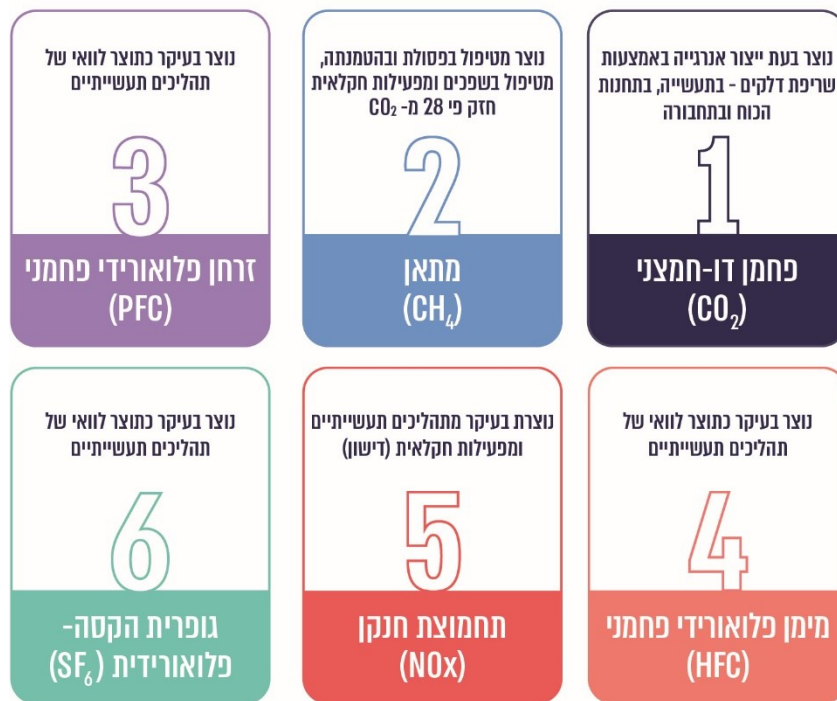 נוצר בעת ייצור אנרגייה באמצעות
שריפת דלקים - בתעשייה, בתחנות
הכוח ובתחבורה
1
פחמן דו-חמצני
(CO₂)
נוצר מטיפול בפסולת ובהטמנתה,
מטיפול בשפכים ומפעילות חקלאית
חזק פי 28 מ- CO₂
2
מתאן
(CH₄)
נוצר בעיקר כתוצר לוואי של
תהליכים תעשייתיים
3
זרחן פלואורידי פחמני
(PFC)
נוצר בעיקר כתוצר לוואי של
תהליכים תעשייתיים
4
מימן פלואורידי פחמני
(HFC)
נוצרת בעיקר מתהליכים תעשייתיים
ומפעילות חקלאית (דישון)
5
תחמוצת חנקן
(NOx)
נוצר בעיקר כתוצר לוואי של
תהליכים תעשייתיים
6
גופרית הקסה-
פלואורידית (SF₆)